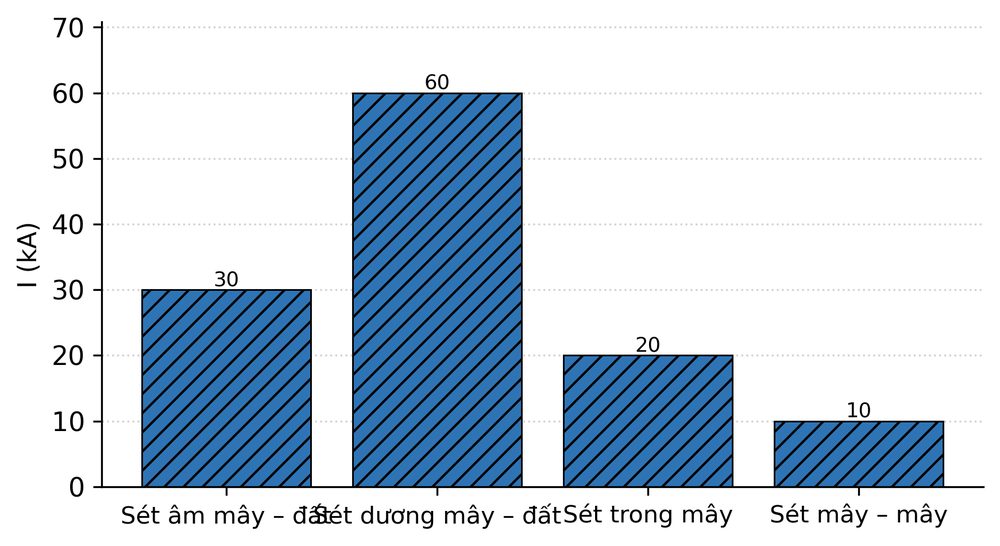 I (kA)
70
60
50
40
30
20
10
0
30
60
20
10
Sét âm mây – đất
Sét dương mây – đất
Sét trong mây
Sét mây – mây